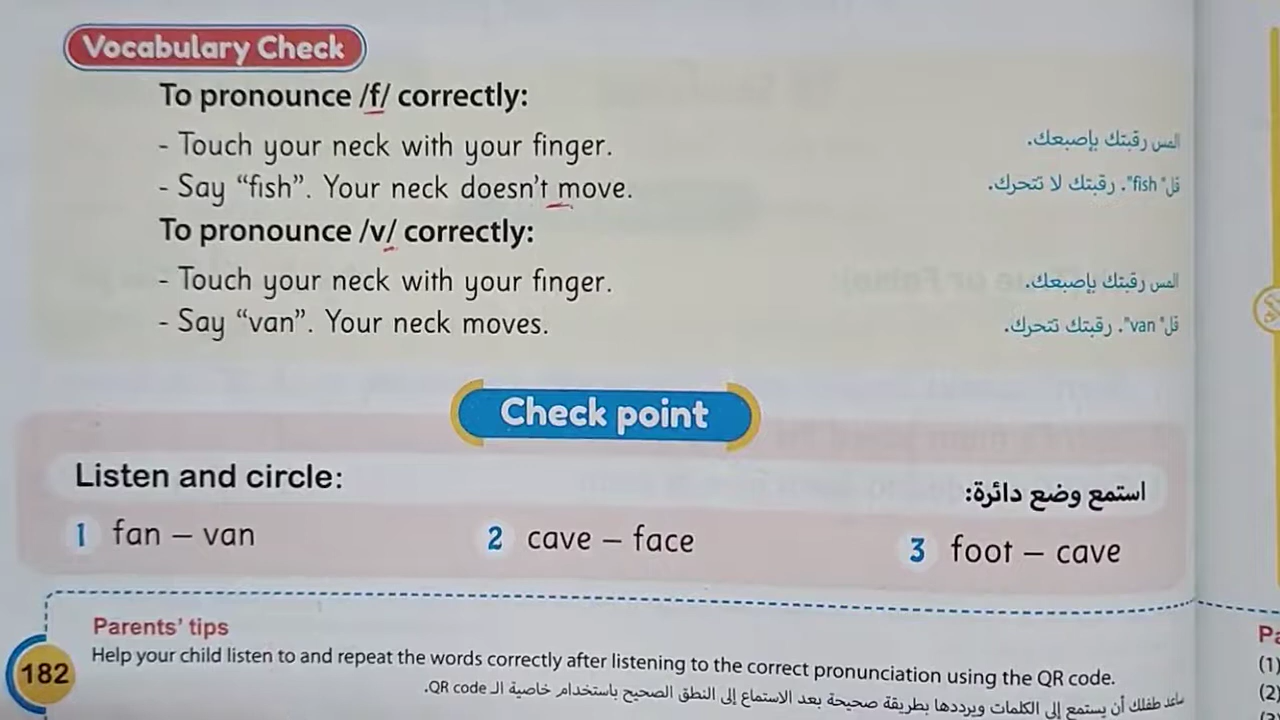 Vocabulary Check
To pronounce /f/ correctly:
- Touch your neck with your finger.
المس رقبتك بإصبعك.
- Say “fish”. Your neck doesn’t move.
قل "fish". رقبتك لا تتحرك.
To pronounce /v/ correctly:
- Touch your neck with your finger.
المس رقبتك بإصبعك.
- Say “van”. Your neck moves.
قل "van". رقبتك تتحرك.
Check point
Listen and circle:
استمع وضع دائرة:
1 fan – van 2 cave – face 3 foot – cave
Parents’ tips
Help your child listen to and repeat the words correctly after listening to the correct pronunciation using the QR code.
ساعد طفلك أن يستمع إلى الكلمات ويرددها بطريقة صحيحة بعد الاستماع إلى النطق الصحيح باستخدام خاصية الـ QR code.
182
(1)
(2)